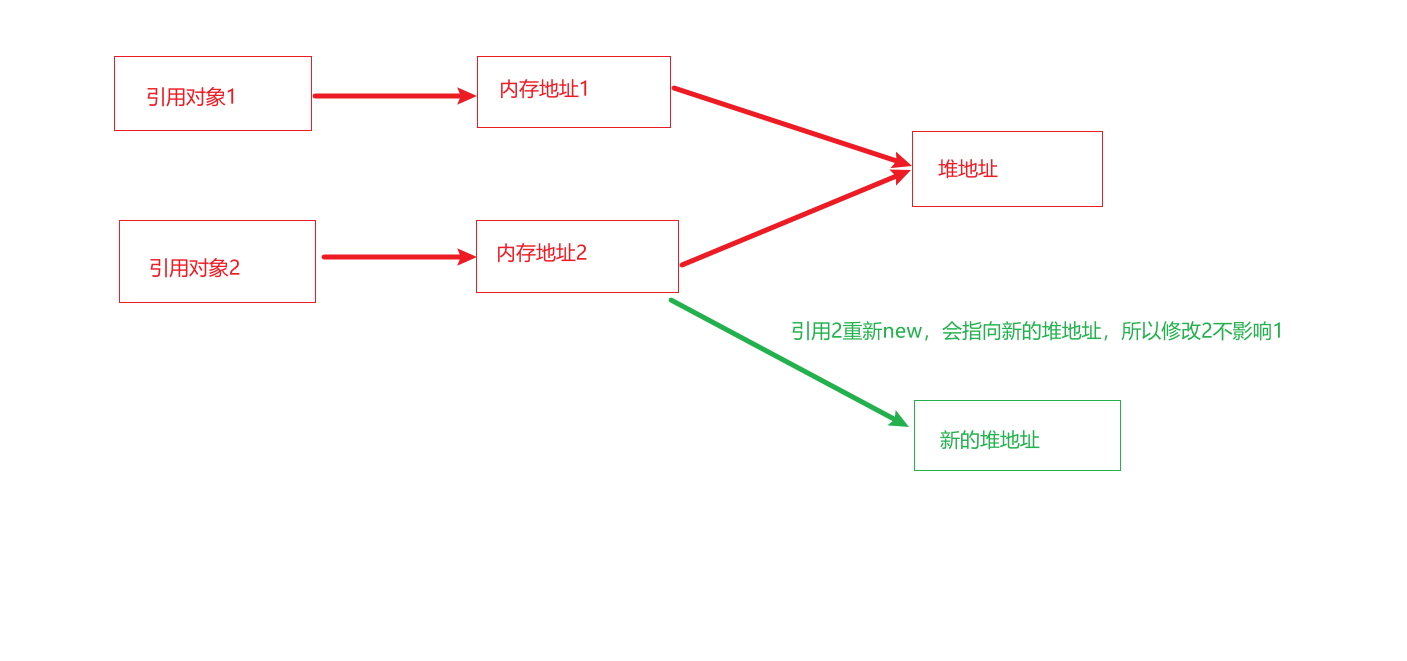 引用对象1
内存地址1
堆地址
引用对象2
内存地址2
引用2重新new，会指向新的堆地址，所以修改2不影响1
新的堆地址